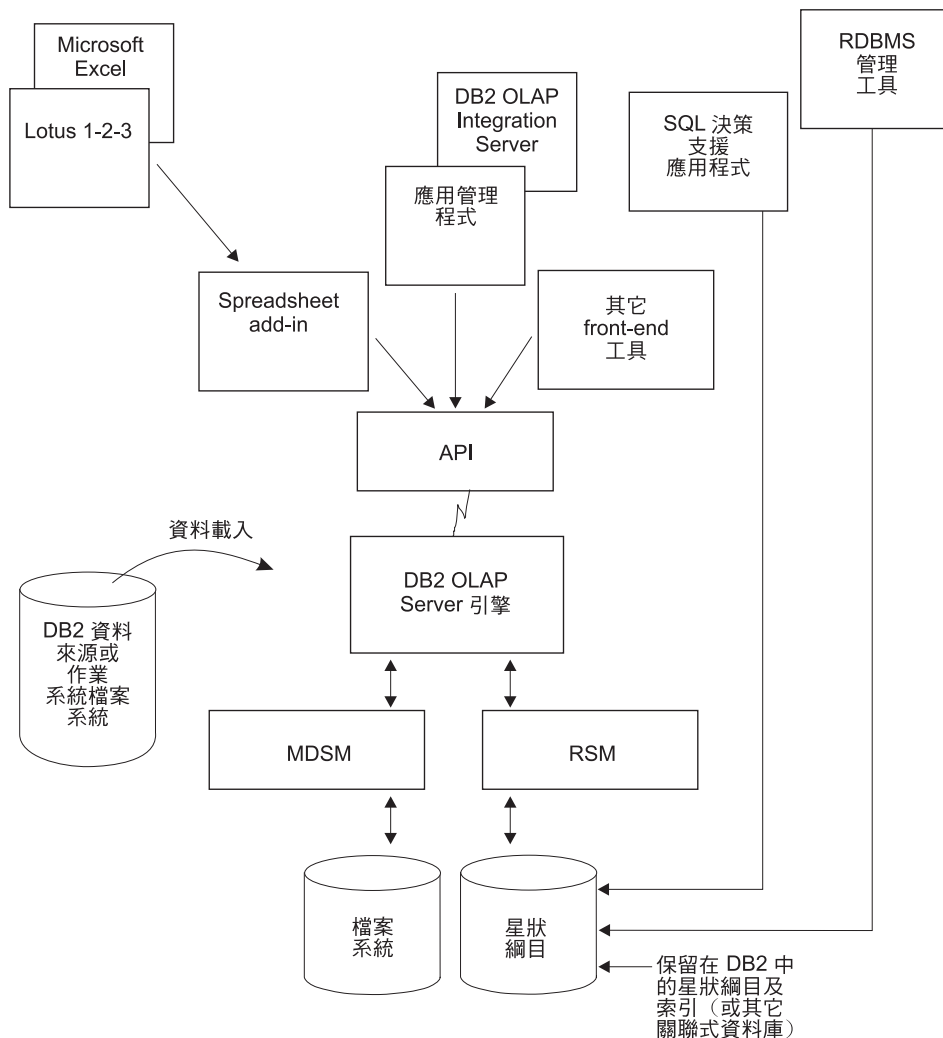 Microsoft
Excel
Lotus 1-2-3
DB2 OLAP
Integration
Server
應用管理
程式
SQL 決策
支援
應用程式
RDBMS
管理
工具
Spreadsheet
add-in
其它
front-end
工具
API
資料載入
DB2 OLAP
Server 引擎
DB2 資料
來源或
作業
系統檔案
系統
MDSM
RSM
檔案
系統
星狀
綱目
保留在 DB2 中
的星狀綱目及
索引（或其它
關聯式資料庫）